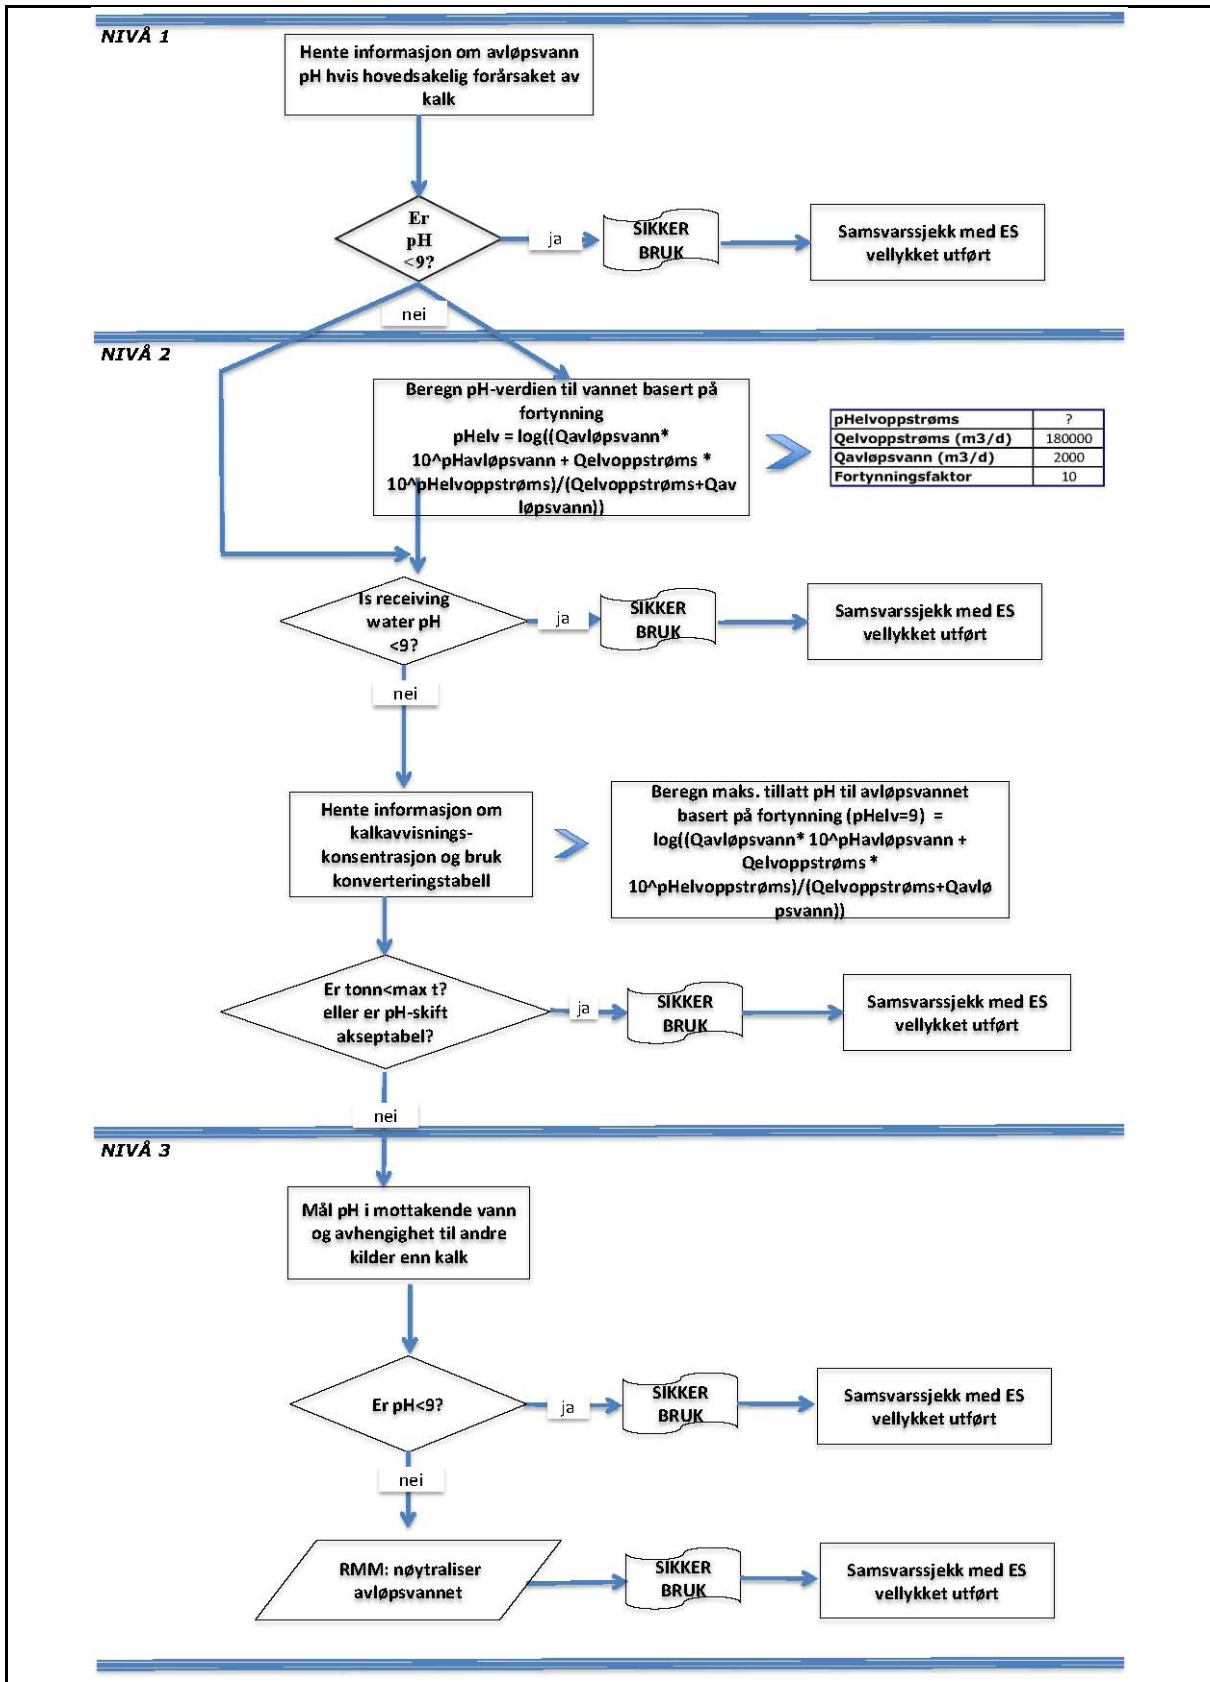 NIVÅ 1
Hente informasjon om avløpsvann
pH hvis hovedsakelig forårsaket av
kalk
Er
pH
<9?
ja
SIKKER
BRUK
Samsvarssjekk med ES
vellykket utført
nei
NIVÅ 2
Beregn pH-verdien til vannet basert på
fortynning
pHelv = log((Qavløpsvann*
10^pHavløpsvann + Qelvoppstrøms *
10^pHelvoppstrøms)/(Qelvoppstrøms+Qav
løpsvann))
pHelvoppstrøms ?
Qelvoppstrøms (m3/d) 180000
Qavløpsvann (m3/d) 2000
Fortynningsfaktor 10
Is receiving
water pH
<9?
ja
SIKKER
BRUK
Samsvarssjekk med ES
vellykket utført
nei
Hente informasjon om
kalkavvisnings-
konsentrasjon og bruk
konverteringstabell
Beregn maks. tillatt pH til avløpsvannet
basert på fortynning (pHelv=9) =
log((Qavløpsvann* 10^pHavløpsvann +
Qelvoppstrøms *
10^pHelvoppstrøms)/(Qelvoppstrøms+Qavlø
psvann))
Er tonn<max t?
eller er pH-skift
akseptabel?
ja
SIKKER
BRUK
Samsvarssjekk med ES
vellykket utført
nei
NIVÅ 3
Mål pH i mottakende vann
og avhengighet til andre
kilder enn kalk
Er pH<9?
ja
SIKKER
BRUK
Samsvarssjekk med ES
vellykket utført
nei
RMM: nøytraliser
avløpsvannet
SIKKER
BRUK
Samsvarssjekk med ES
vellykket utført